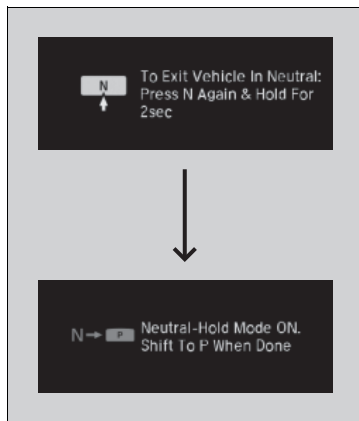 N
To Exit Vehicle In Neutral:
Press N Again & Hold For
2sec
N→ P
Neutral-Hold Mode ON.
Shift To P When Done